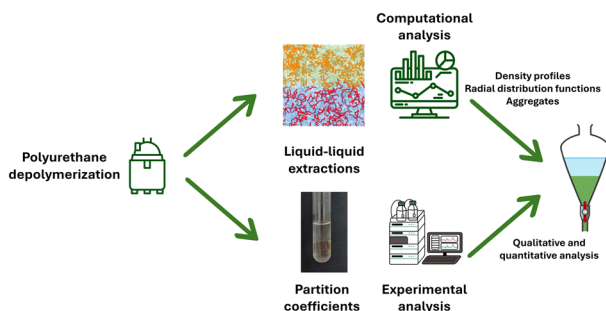 Computational
analysis
Density profiles
Radial distribution functions
Aggregates
Polyurethane
depolymerization
Liquid-liquid
extractions
Partition
coefficients
Experimental
analysis
Qualitative and
quantitative analysis